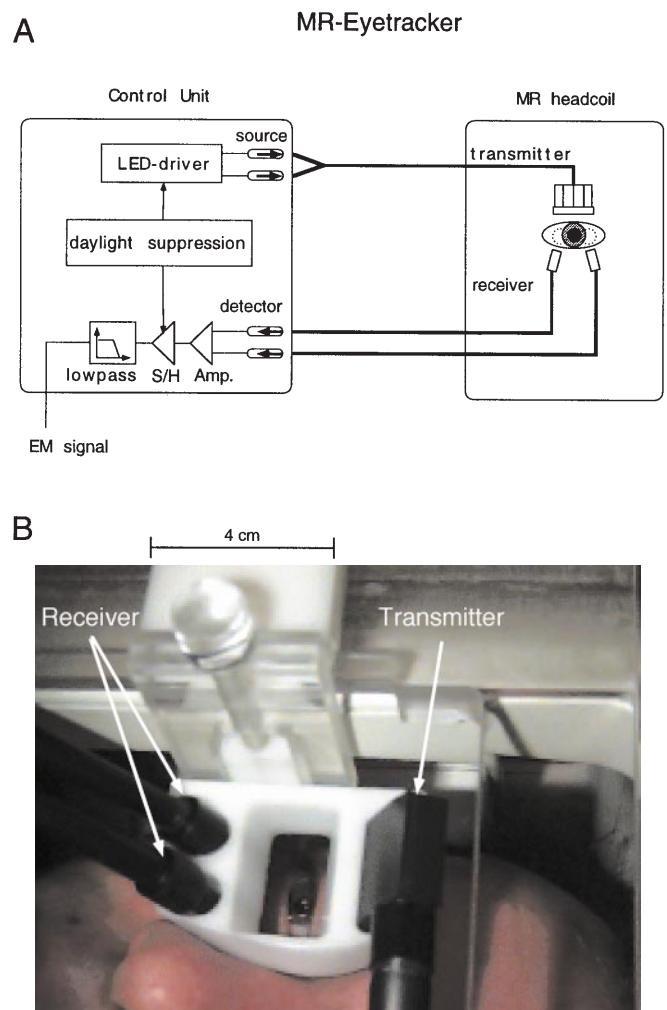 A
MR-Eyetracker
Control Unit
MR headcoil
source
LED-driver
transmitter
daylight suppression
receiver
detector
lowpass
S/H
Amp.
EM signal
B
4 cm
Receiver
Transmitter